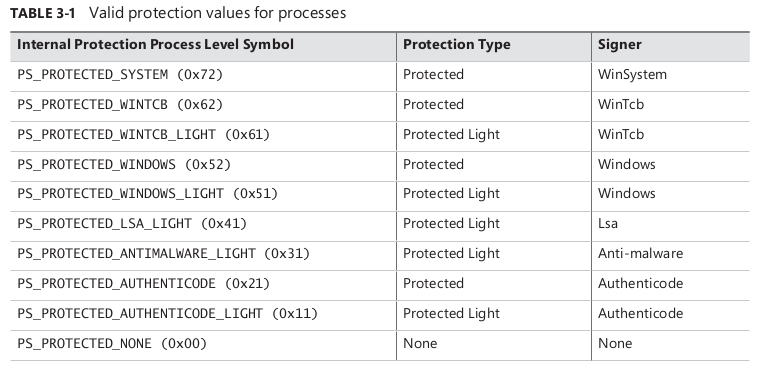 TABLE 3-1 Valid protection values for processes
Internal Protection Process Level Symbol Protection Type Signer
PS_PROTECTED_SYSTEM (0x72) Protected WinSystem
PS_PROTECTED_WINTCB (0x62) Protected WinTcb
PS_PROTECTED_WINTCB_LIGHT (0x61) Protected Light WinTcb
PS_PROTECTED_WINDOWS (0x52) Protected Windows
PS_PROTECTED_WINDOWS_LIGHT (0x51) Protected Light Windows
PS_PROTECTED_LSA_LIGHT (0x41) Protected Light Lsa
PS_PROTECTED_ANTIMALWARE_LIGHT (0x31) Protected Light Anti-malware
PS_PROTECTED_AUTHENTICODE (0x21) Protected Authenticode
PS_PROTECTED_AUTHENTICODE_LIGHT (0x11) Protected Light Authenticode
PS_PROTECTED_NONE (0x00) None None